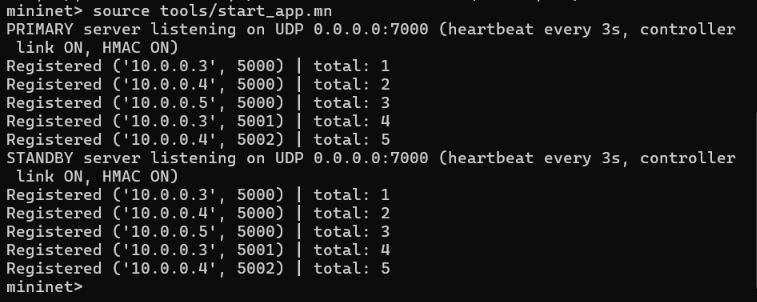 mininet> source tools/start_app.mn
PRIMARY server listening on UDP 0.0.0.0:7000 (heartbeat every 3s, controller
 link ON, HMAC ON)
Registered ('10.0.0.3', 5000) | total: 1
Registered ('10.0.0.4', 5000) | total: 2
Registered ('10.0.0.5', 5000) | total: 3
Registered ('10.0.0.3', 5001) | total: 4
Registered ('10.0.0.4', 5002) | total: 5
STANDBY server listening on UDP 0.0.0.0:7000 (heartbeat every 3s, controller
 link ON, HMAC ON)
Registered ('10.0.0.3', 5000) | total: 1
Registered ('10.0.0.4', 5000) | total: 2
Registered ('10.0.0.5', 5000) | total: 3
Registered ('10.0.0.3', 5001) | total: 4
Registered ('10.0.0.4', 5002) | total: 5
mininet>